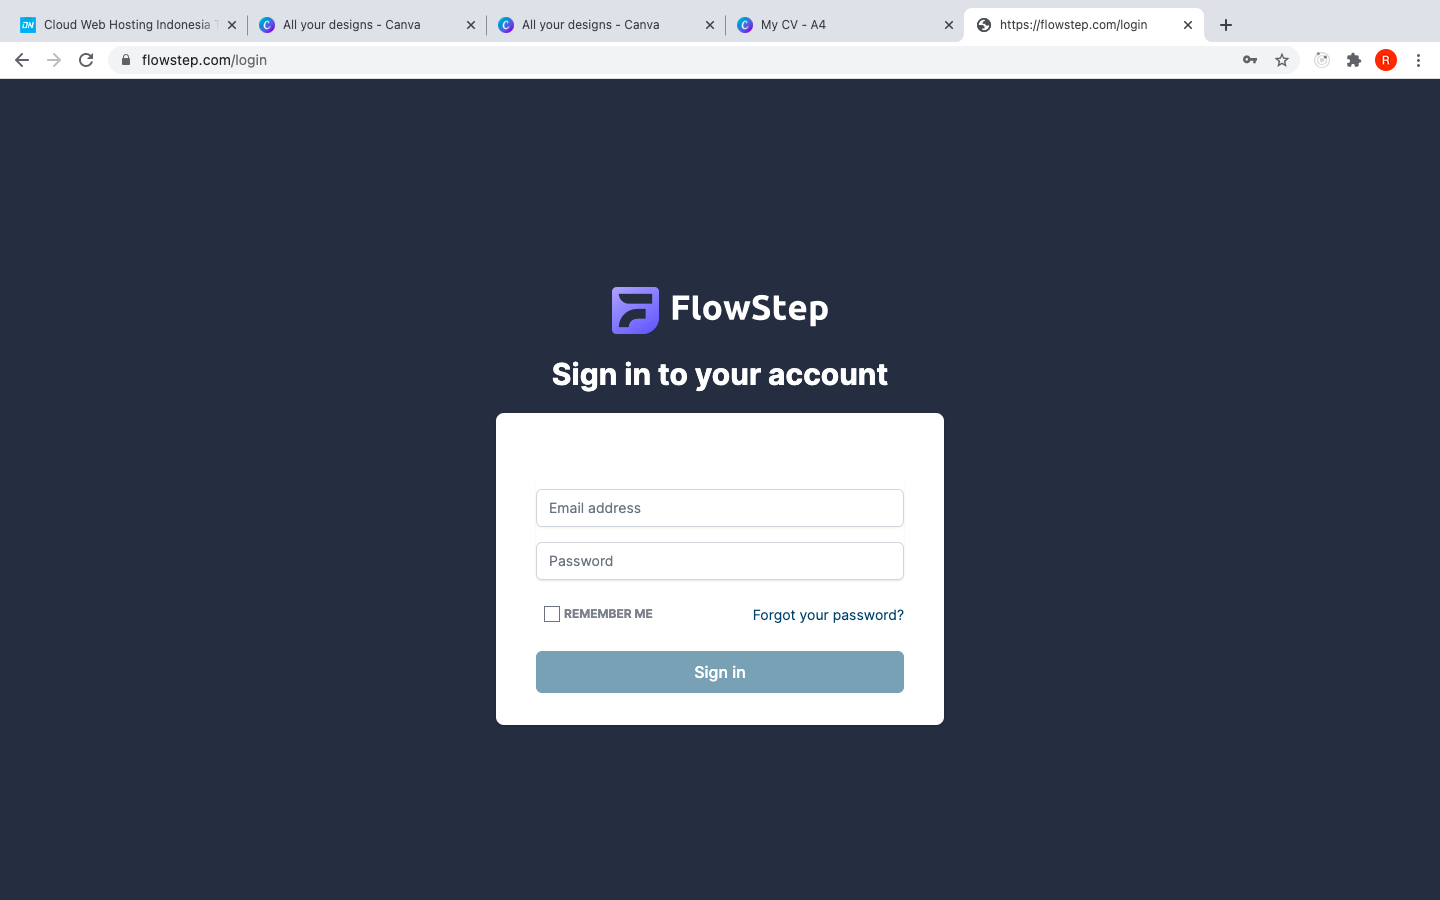 Cloud Web Hosting Indonesia
All your designs - Canva
All your designs - Canva
My CV - A4
https://flowstep.com/login
flowstep.com/login
R
FlowStep
Sign in to your account
Email address
Password
REMEMBER ME
Forgot your password?
Sign in